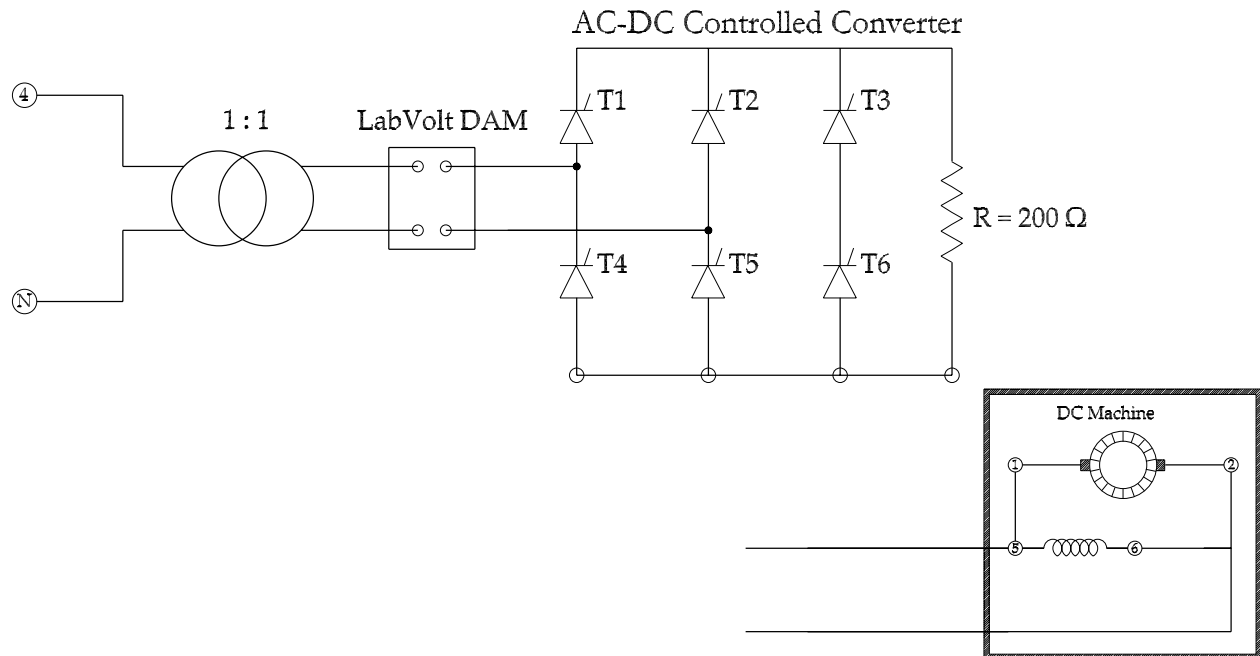 AC-DC Controlled Converter
4
1 : 1
LabVolt DAM
T1
T2
T3
R = 200 Ω
T4
T5
T6
N
DC Machine
1
2
5
6